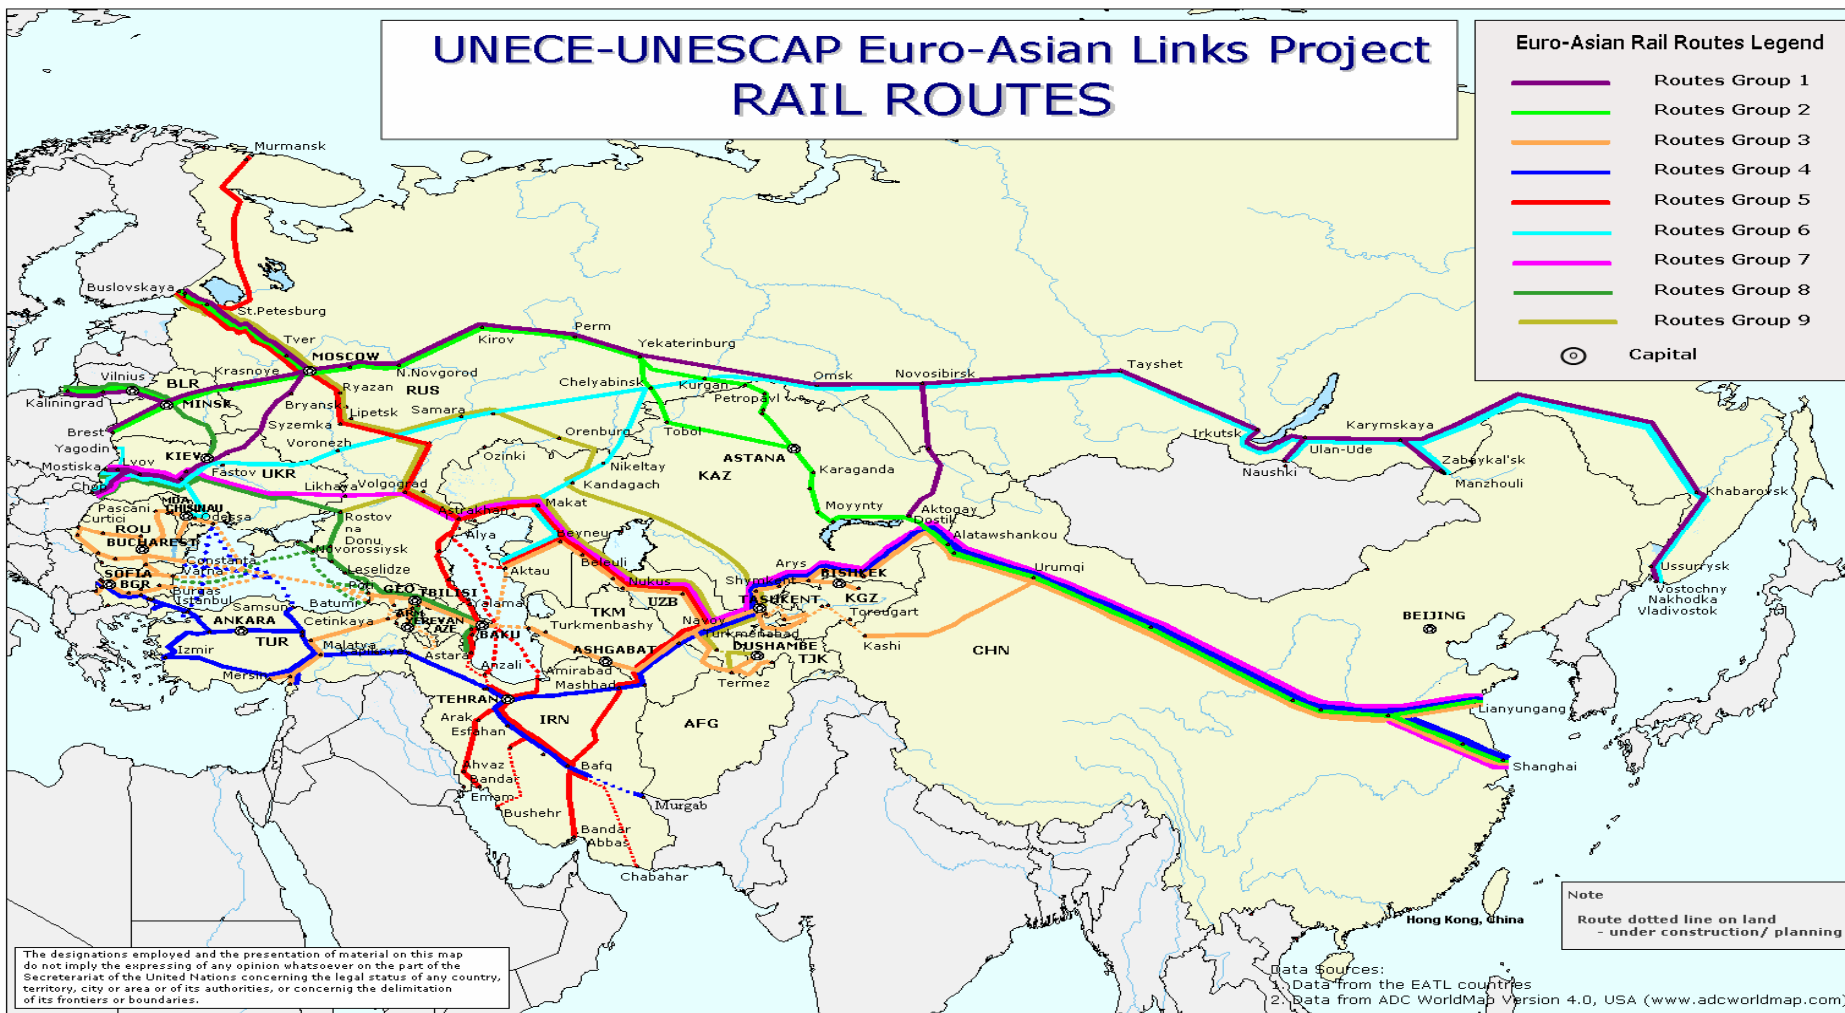 UNECE-UNESCAP Euro-Asian Links Project
RAIL ROUTES
Euro-Asian Rail Routes Legend
Routes Group 1
Routes Group 2
Routes Group 3
Routes Group 4
Routes Group 5
Routes Group 6
Routes Group 7
Routes Group 8
Routes Group 9
Capital
Murmansk
Buslovskaya
St.Petesburg
Tver
MOSCOW
Kirov
Perm
Yekaterinburg
N.Novgorod
Krasnoye
Vilnius
BLR
Kaliningrad
MINSK
Ryazan
RUS
Bryansk
Lipetsk
Samara
Syzemka
Voronezh
Chelyabinsk
Kurgan
Petropavl
Omsk
Novosibirsk
Tayshet
Irkutsk
Naushki
Ulan-Ude
Karymskaya
Zabaykal'sk
Manzhouli
Khabarovsk
Ussurrysk
Vostochny
Nakhodka
Vladivostok
Brest
Yagodin
KIEV
Mostiska
Lvov
Fastov
UKR
Chop
Likhaya
Volgograd
Ozinki
Orenburg
Tobol
ASTANA
KAZ
Nikeltay
Kandagach
Karaganda
Moyynty
Aktogay
Dostik
Alatawshankou
Urumqi
MDA
CHISINAU
Pascani
Curtici
ROU
BUCHAREST
Odessa
Rostov
na
Donu
Astrakhan
Makat
Alya
Beyneu
Beleuli
Aktau
Novorossiysk
Leselidze
Constanta
Varna
SOFIA
BGR
Burgas
Istanbul
Poti
GEO
TBILISI
Batumi
Samsun
Yalama
Nukus
Arys
Shymkent
BISHKEK
TASHKENT
KGZ
Torougart
Kashi
ANKARA
TUR
Cetinkaya
ARM
YEREVAN
AZE
BAKU
TKM
UZB
Turkmenbashy
Navoy
Turkmenabad
DUSHAMBE
TJK
Termez
ASHGABAT
Izmir
Malatya
Mersin
Astara
Anzali
Amirabad
Mashhad
TEHRAN
IRN
AFG
Arak
Esfahan
Ahvaz
Bandar
Emam
Bushehr
Bafq
Murgab
Bandar
Abbas
Chabahar
CHN
BEIJING
Lianyungang
Shanghai
Hong Kong, China
Note
Route dotted line on land
- under construction/ planning
The designations employed and the presentation of material on this map
do not imply the expressing of any opinion whatsoever on the part of the
Secreterariat of the United Nations concerning the legal status of any country,
territory, city or area or of its authorities, or concernig the delimitation
of its frontiers or boundaries.
Data Sources:
1. Data from the EATL countries
2. Data from ADC WorldMap Version 4.0, USA (www.adcworldmap.com)